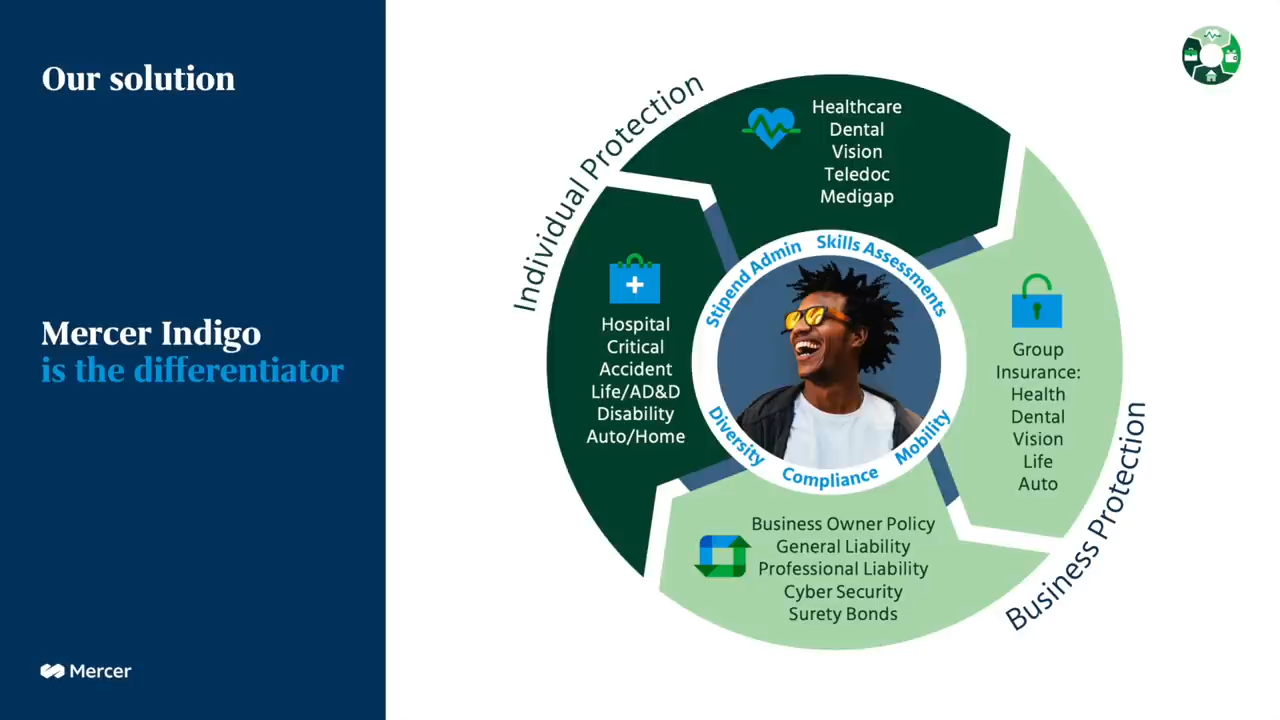 Our solution
Mercer Indigo
is the differentiator
Mercer
Individual Protection
Healthcare
Dental
Vision
Teledoc
Medigap
Hospital
Critical
Accident
Life/AD&D
Disability
Auto/Home
Stipend Admin
Skills Assessments
Diversity
Compliance
Mobility
Group
Insurance:
Health
Dental
Vision
Life
Auto
Business Owner Policy
General Liability
Professional Liability
Cyber Security
Surety Bonds
Business Protection